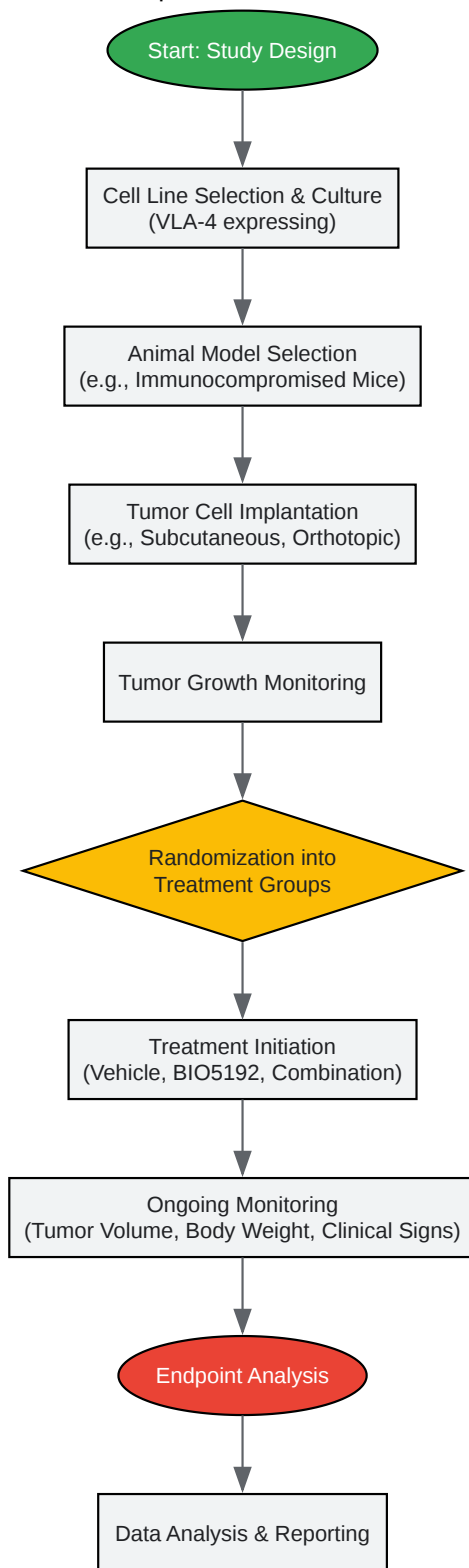 Start: Study Design
Cell Line Selection & Culture
(VLA-4 expressing)
Animal Model Selection
(e.g., Immunocompromised Mice)
Tumor Cell Implantation
(e.g., Subcutaneous, Orthotopic)
Tumor Growth Monitoring
Randomization into
Treatment Groups
Treatment Initiation
(Vehicle, BIO5192, Combination)
Ongoing Monitoring
(Tumor Volume, Body Weight, Clinical Signs)
Endpoint Analysis
Data Analysis & Reporting